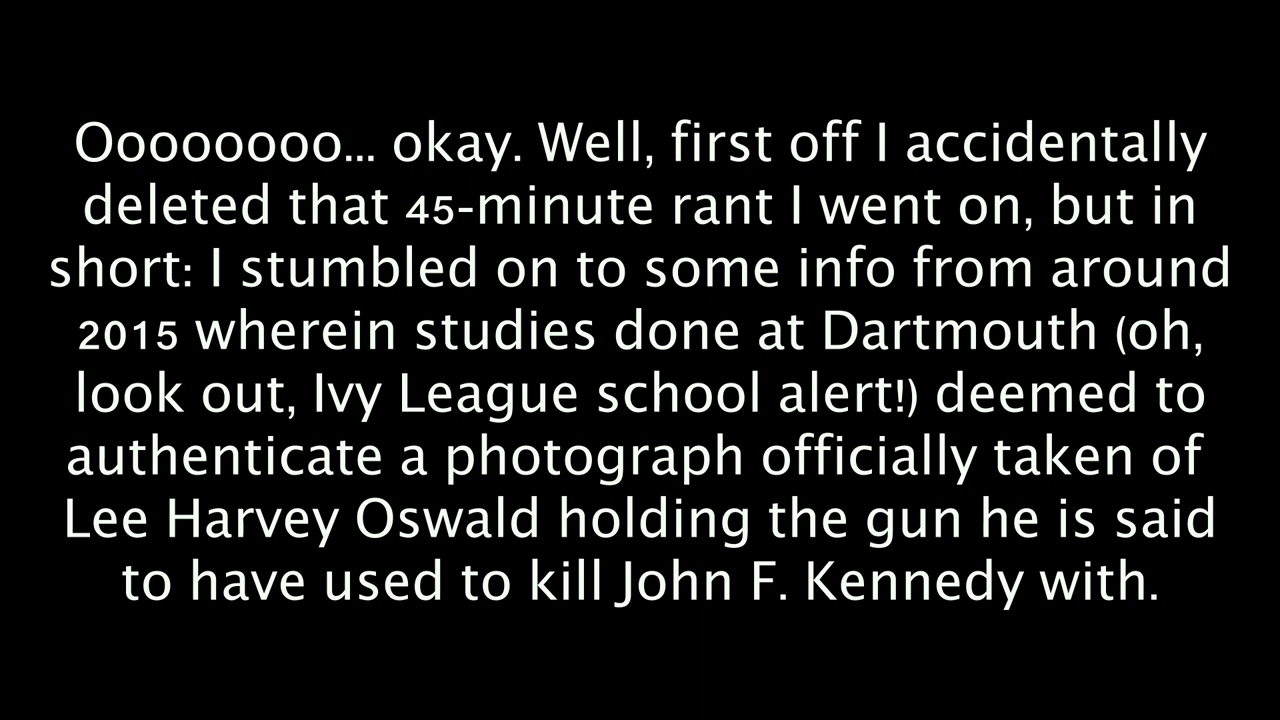 Oooooooo... okay. Well, first off I accidentally
deleted that 45-minute rant I went on, but in
short: I stumbled on to some info from around
2015 wherein studies done at Dartmouth (oh,
look out, Ivy League school alert!) deemed to
authenticate a photograph officially taken of
Lee Harvey Oswald holding the gun he is said
to have used to kill John F. Kennedy with.